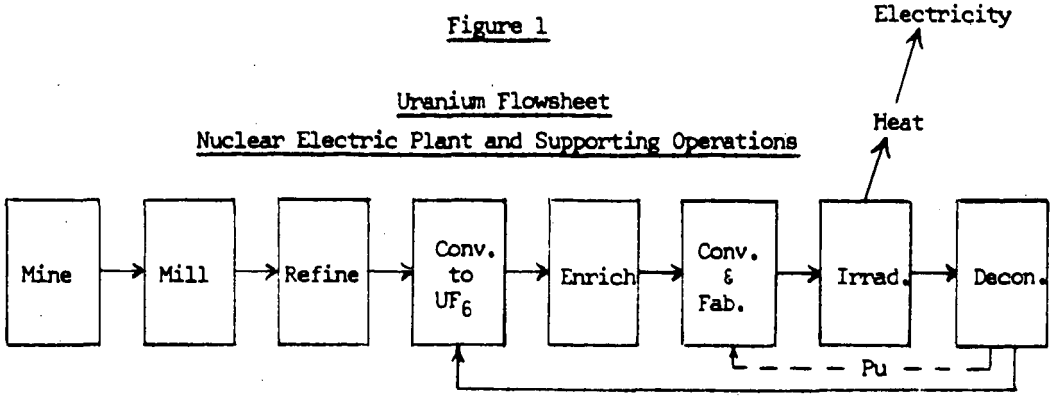 Figure 1
Electricity
Uranium Flowsheet
Heat
Nuclear Electric Plant and Supporting Operations
Mine
Mill
Refine
Conv.
to
UF6
Enrich
Conv.
&
Fab.
Irrad.
Decon.
Pu